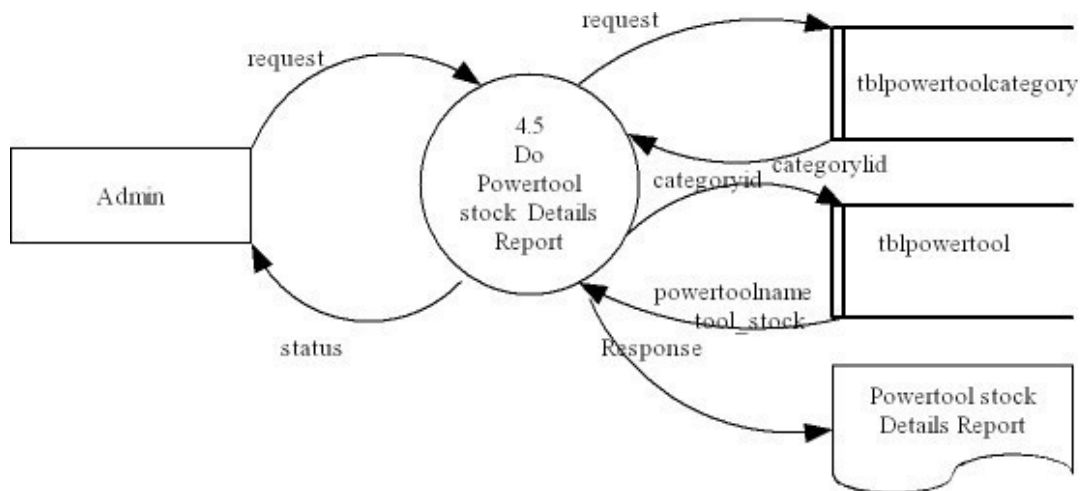 request
request
tblpowertoolcategory
4.5
Do
Powertool
stock Details
Report
categorylid
categoryid
Admin
tblpowertool
powertoolname
tool_stock
status
Response
Powertool stock
Details Report